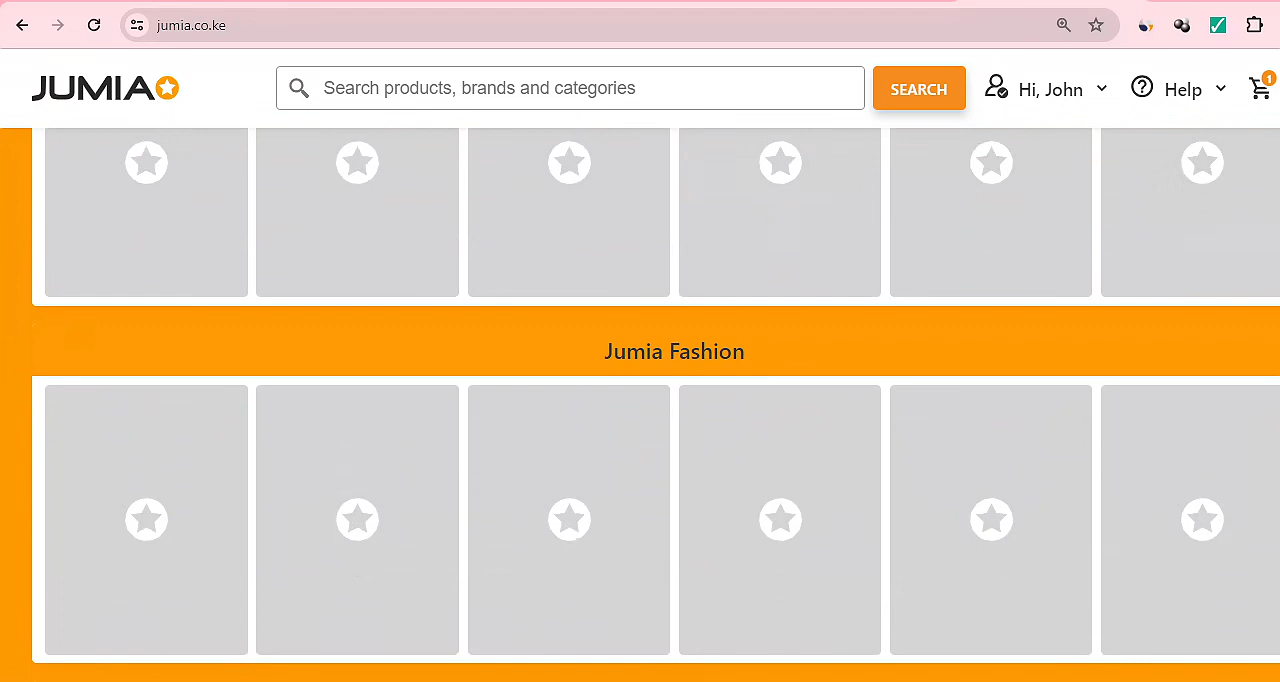 jumia.co.ke
JUMIA
Search products, brands and categories
SEARCH
Hi, John
Help
1
Jumia Fashion